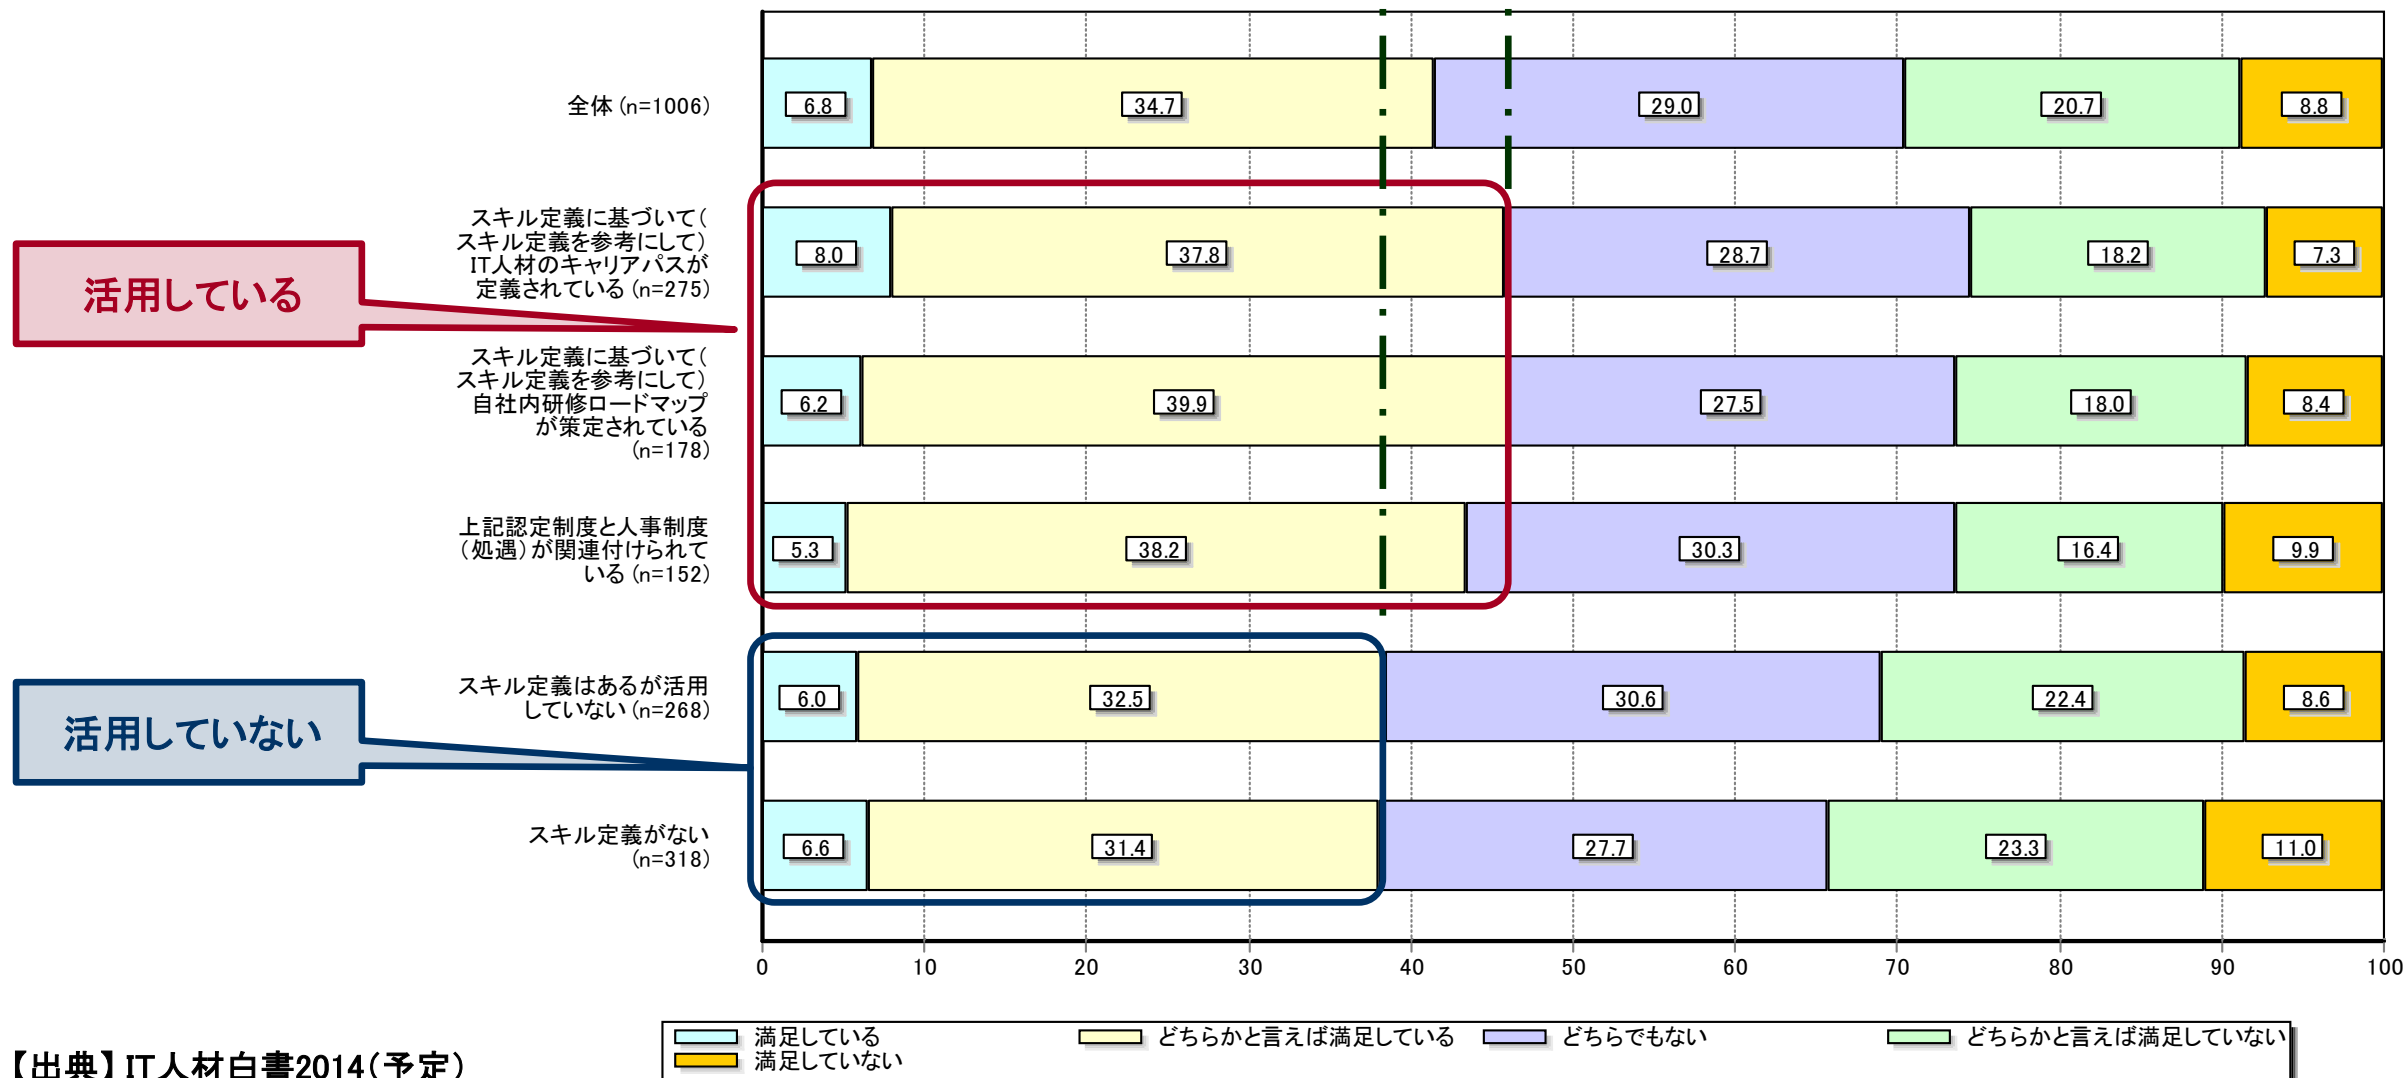 全体 (n=1006)
6.8 34.7 29.0 20.7 8.8
スキル定義に基づいて(
スキル定義を参考にして)
IT人材のキャリアパスが
定義されている (n=275)
8.0 37.8 28.7 18.2 7.3
活用している
スキル定義に基づいて(
スキル定義を参考にして)
自社内研修ロードマップ
が策定されている
(n=178)
6.2 39.9 27.5 18.0 8.4
上記認定制度と人事制度
(処遇)が関連付けられて
いる (n=152)
5.3 38.2 30.3 16.4 9.9
スキル定義はあるが活用
していない (n=268)
6.0 32.5 30.6 22.4 8.6
活用していない
スキル定義がない
(n=318)
6.6 31.4 27.7 23.3 11.0
0 10 20 30 40 50 60 70 80 90 100
満足している どちらかと言えば満足している どちらでもない どちらかと言えば満足していない
満足していない
【出典】IT人材白書2014(予定)